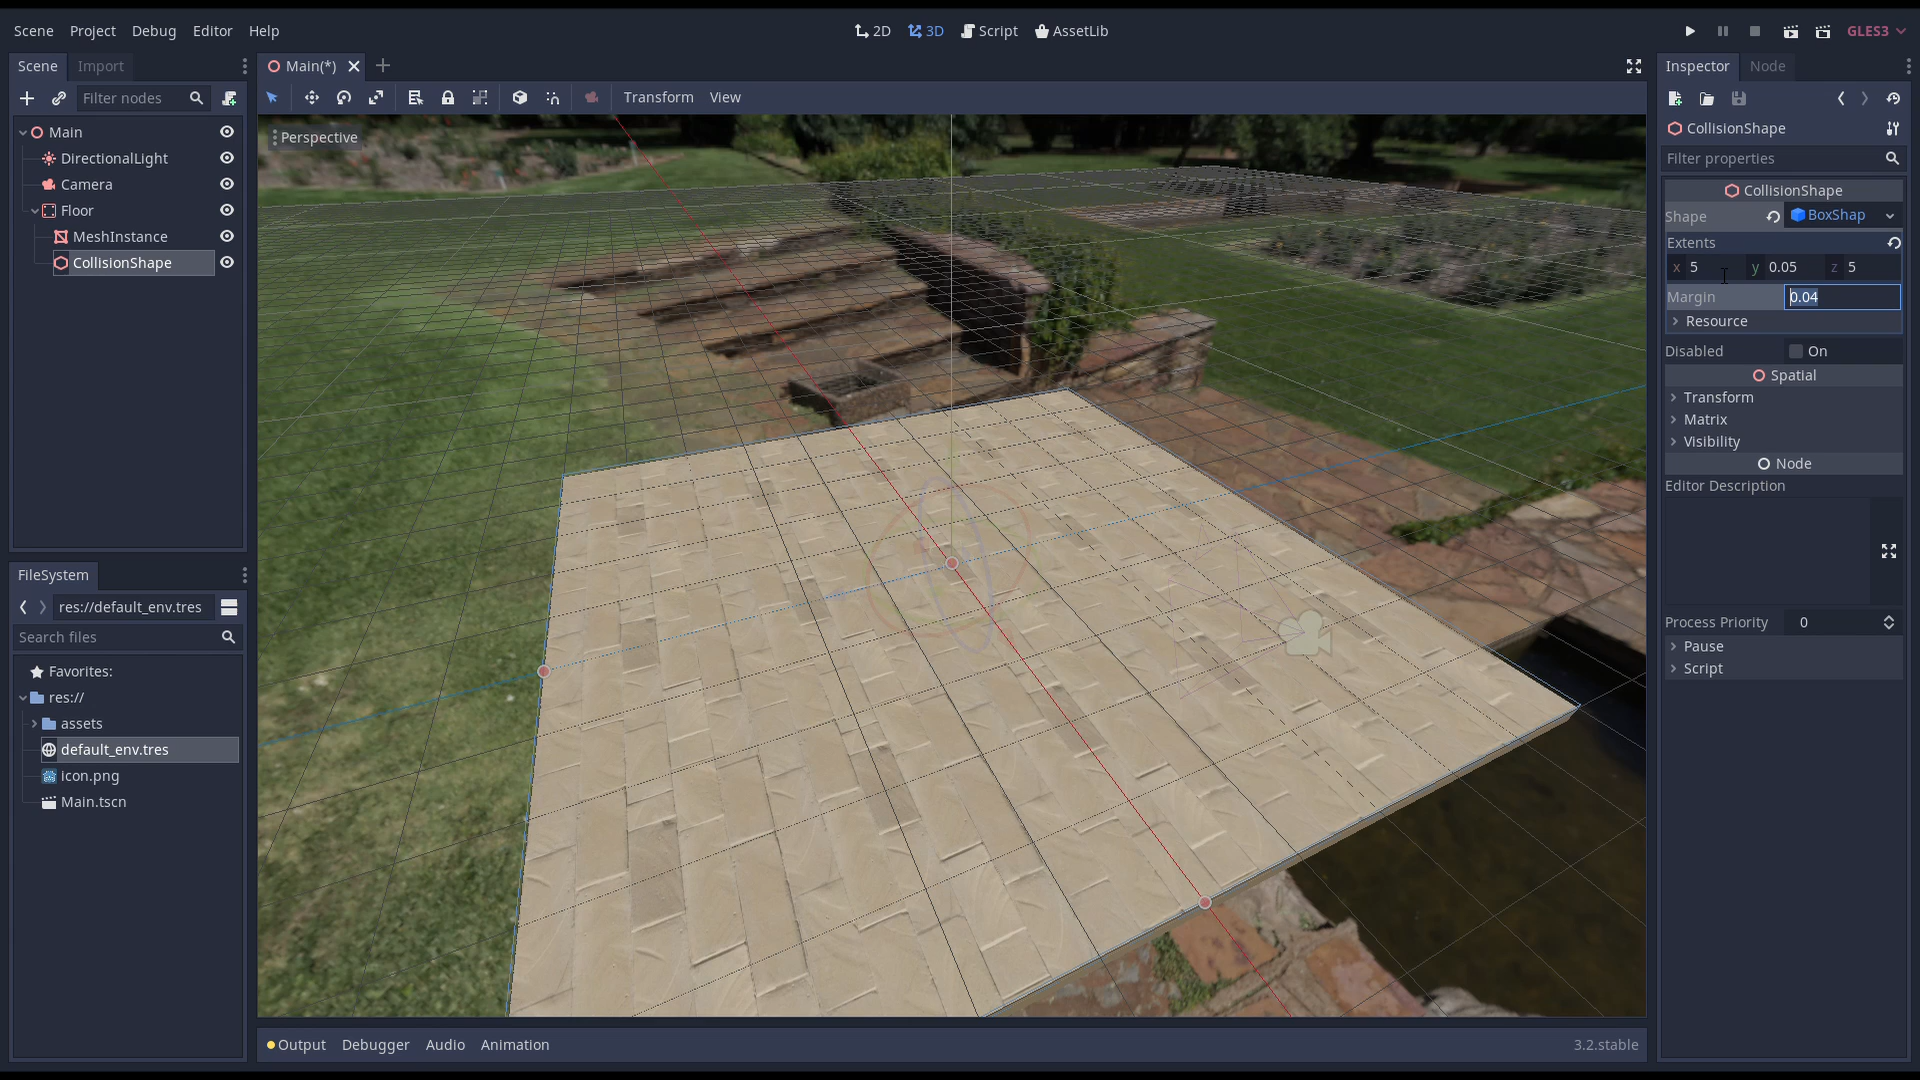 Scene Project Debug Editor Help
2D 3D Script AssetLib
GLES3
Scene Import
Filter nodes
Main
DirectionalLight
Camera
Floor
MeshInstance
CollisionShape
FileSystem
res://default_env.tres
Search files
Favorites:
res://
assets
default_env.tres
icon.png
Main.tscn
Main(*)
Transform View
Perspective
Output Debugger Audio Animation
3.2.stable
Inspector Node
CollisionShape
Filter properties
CollisionShape
Shape BoxShap
Extents
x 5 y 0.05 z 5
Margin 0.04
Resource
Disabled On
Spatial
Transform
Matrix
Visibility
Node
Editor Description
Process Priority 0
Pause
Script